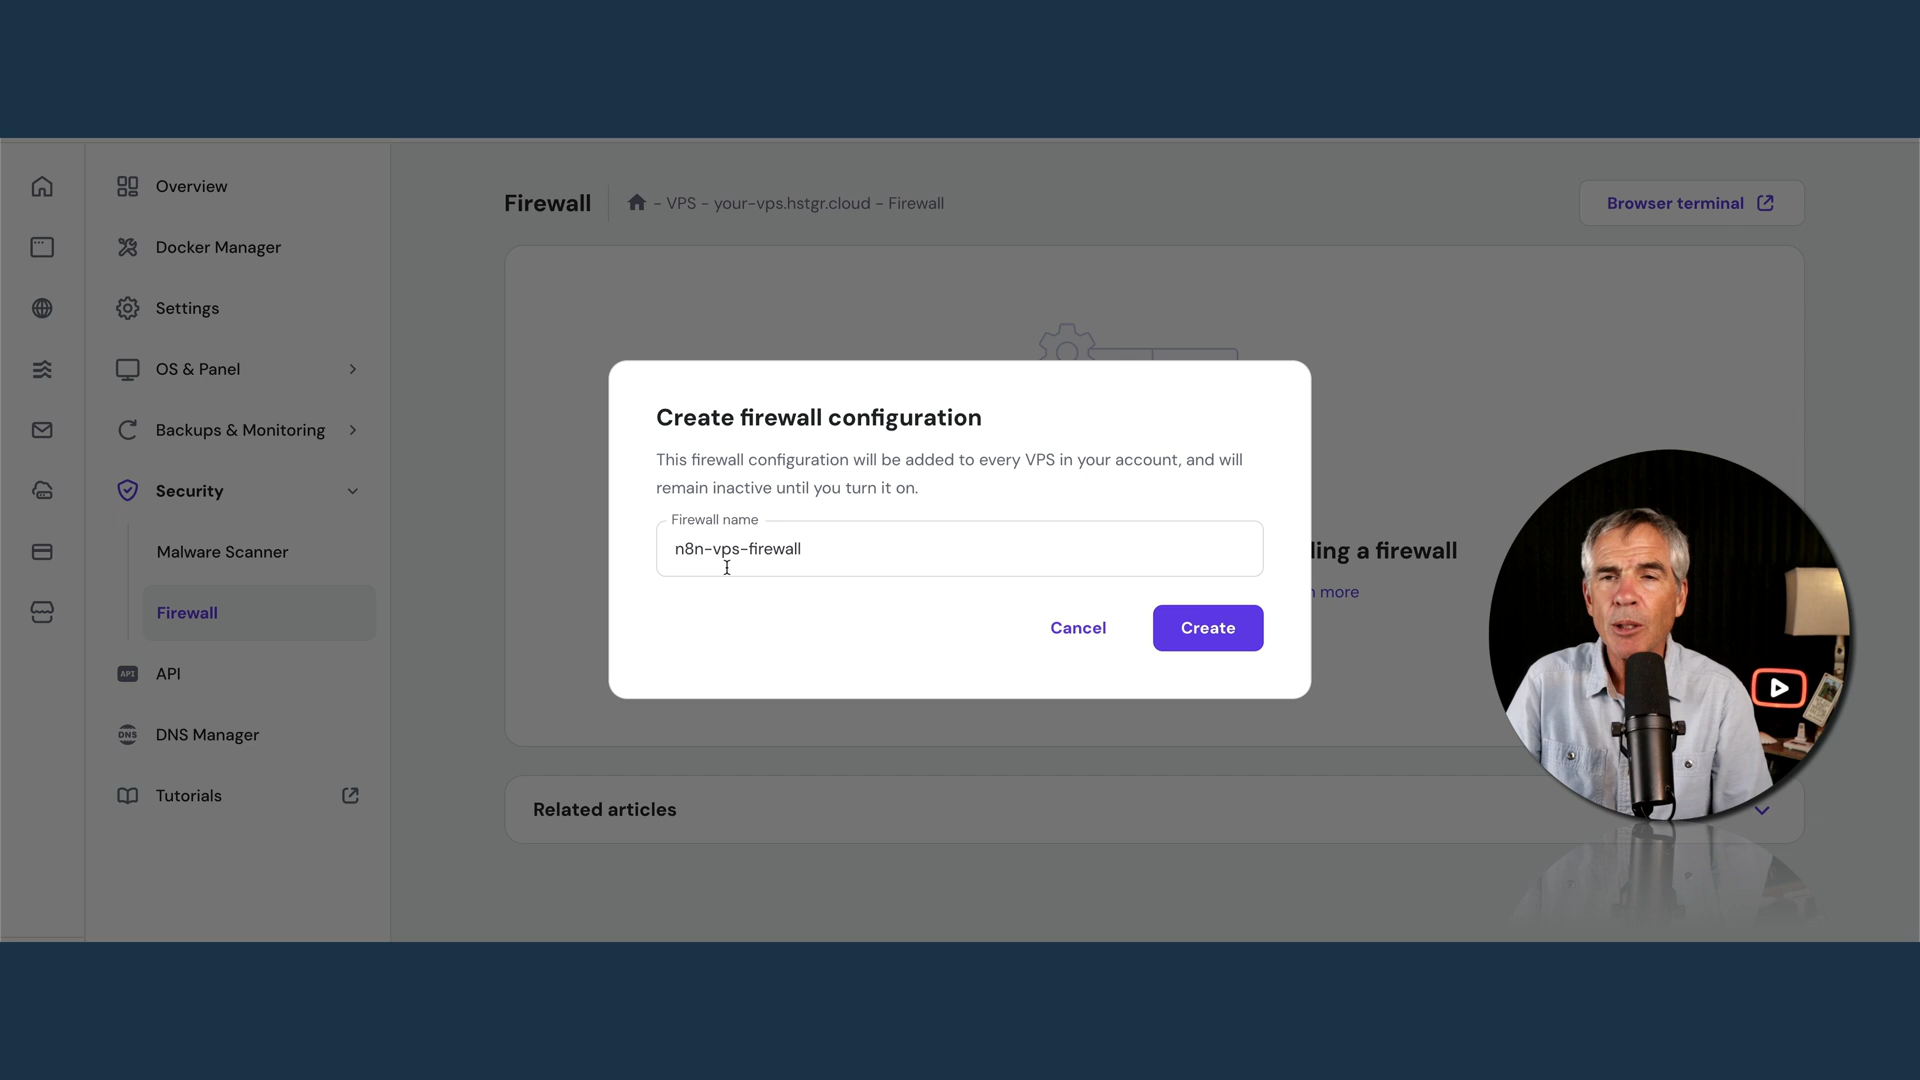 Overview
Docker Manager
Settings
OS & Panel
Backups & Monitoring
Security
Malware Scanner
Firewall
API
API
DNS
DNS Manager
Tutorials
Firewall
- VPS - your-vps.hstgr.cloud - Firewall
Browser terminal
Create firewall configuration
This firewall configuration will be added to every VPS in your account, and will
remain inactive until you turn it on.
Firewall name
n8n-vps-firewall
Cancel
Create
a firewall
more
Related articles